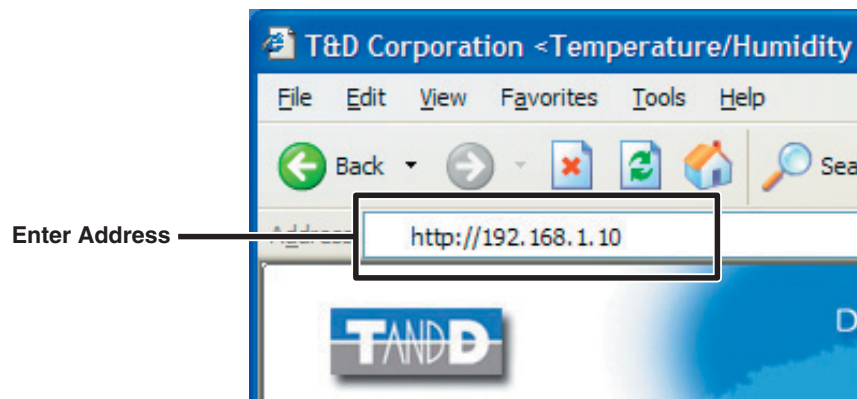 T&D Corporation <Temperature/Humidity
File Edit View Favorites Tools Help
Back
Enter Address
http://192.168.1.10
TANDD